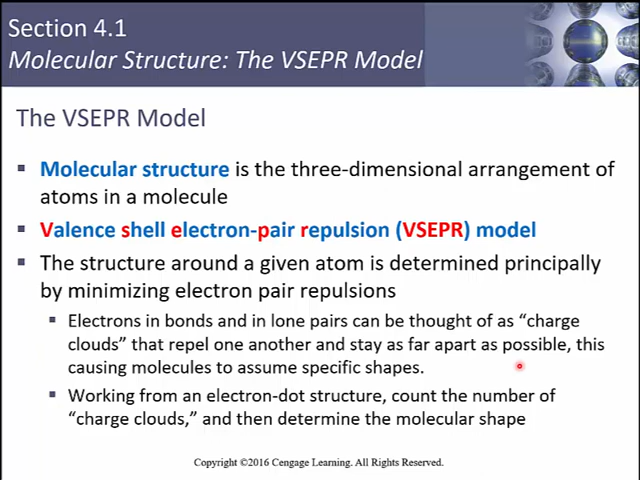 Section 4.1
Molecular Structure: The VSEPR Model
The VSEPR Model
▪ Molecular structure is the three-dimensional arrangement of
atoms in a molecule
▪ Valence shell electron-pair repulsion (VSEPR) model
▪ The structure around a given atom is determined principally
by minimizing electron pair repulsions
▪ Electrons in bonds and in lone pairs can be thought of as “charge
clouds” that repel one another and stay as far apart as possible, this
causing molecules to assume specific shapes.
▪ Working from an electron-dot structure, count the number of
“charge clouds,” and then determine the molecular shape
Copyright ©2016 Cengage Learning. All Rights Reserved.